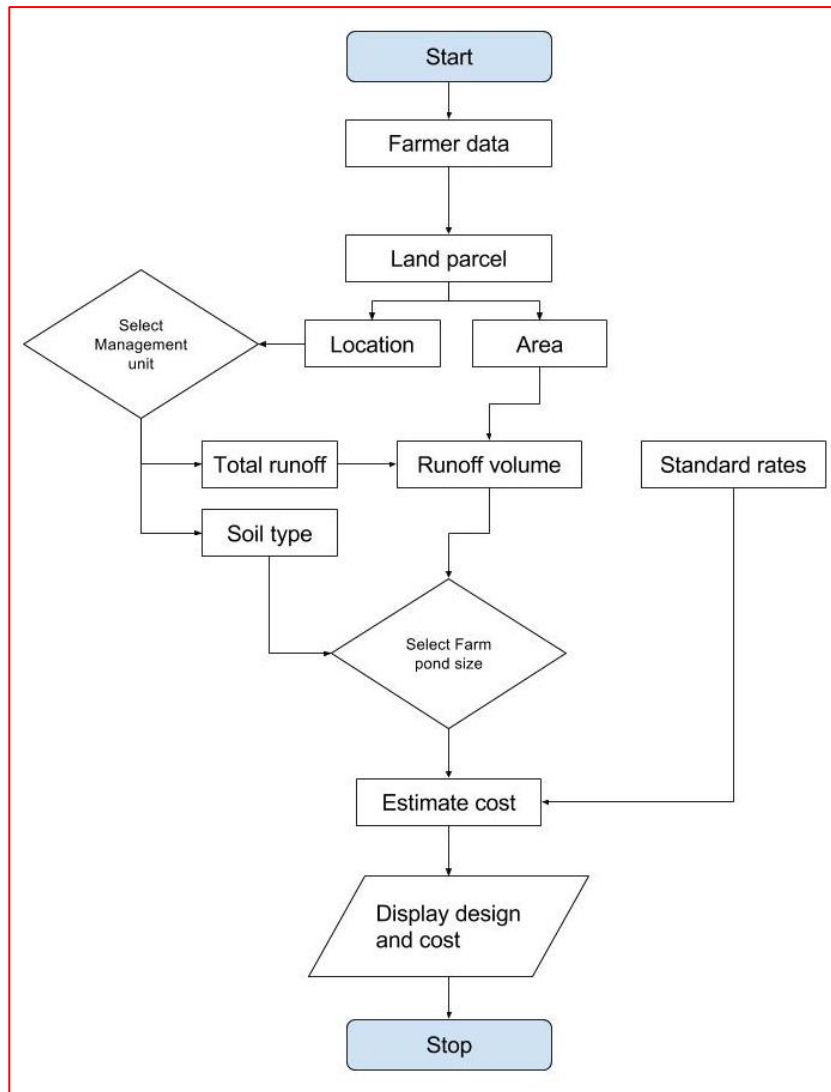 Start
Farmer data
Land parcel
Select
Management
unit
Location
Area
Total runoff
Runoff volume
Standard rates
Soil type
Select Farm
pond size
Estimate cost
Display design
and cost
Stop